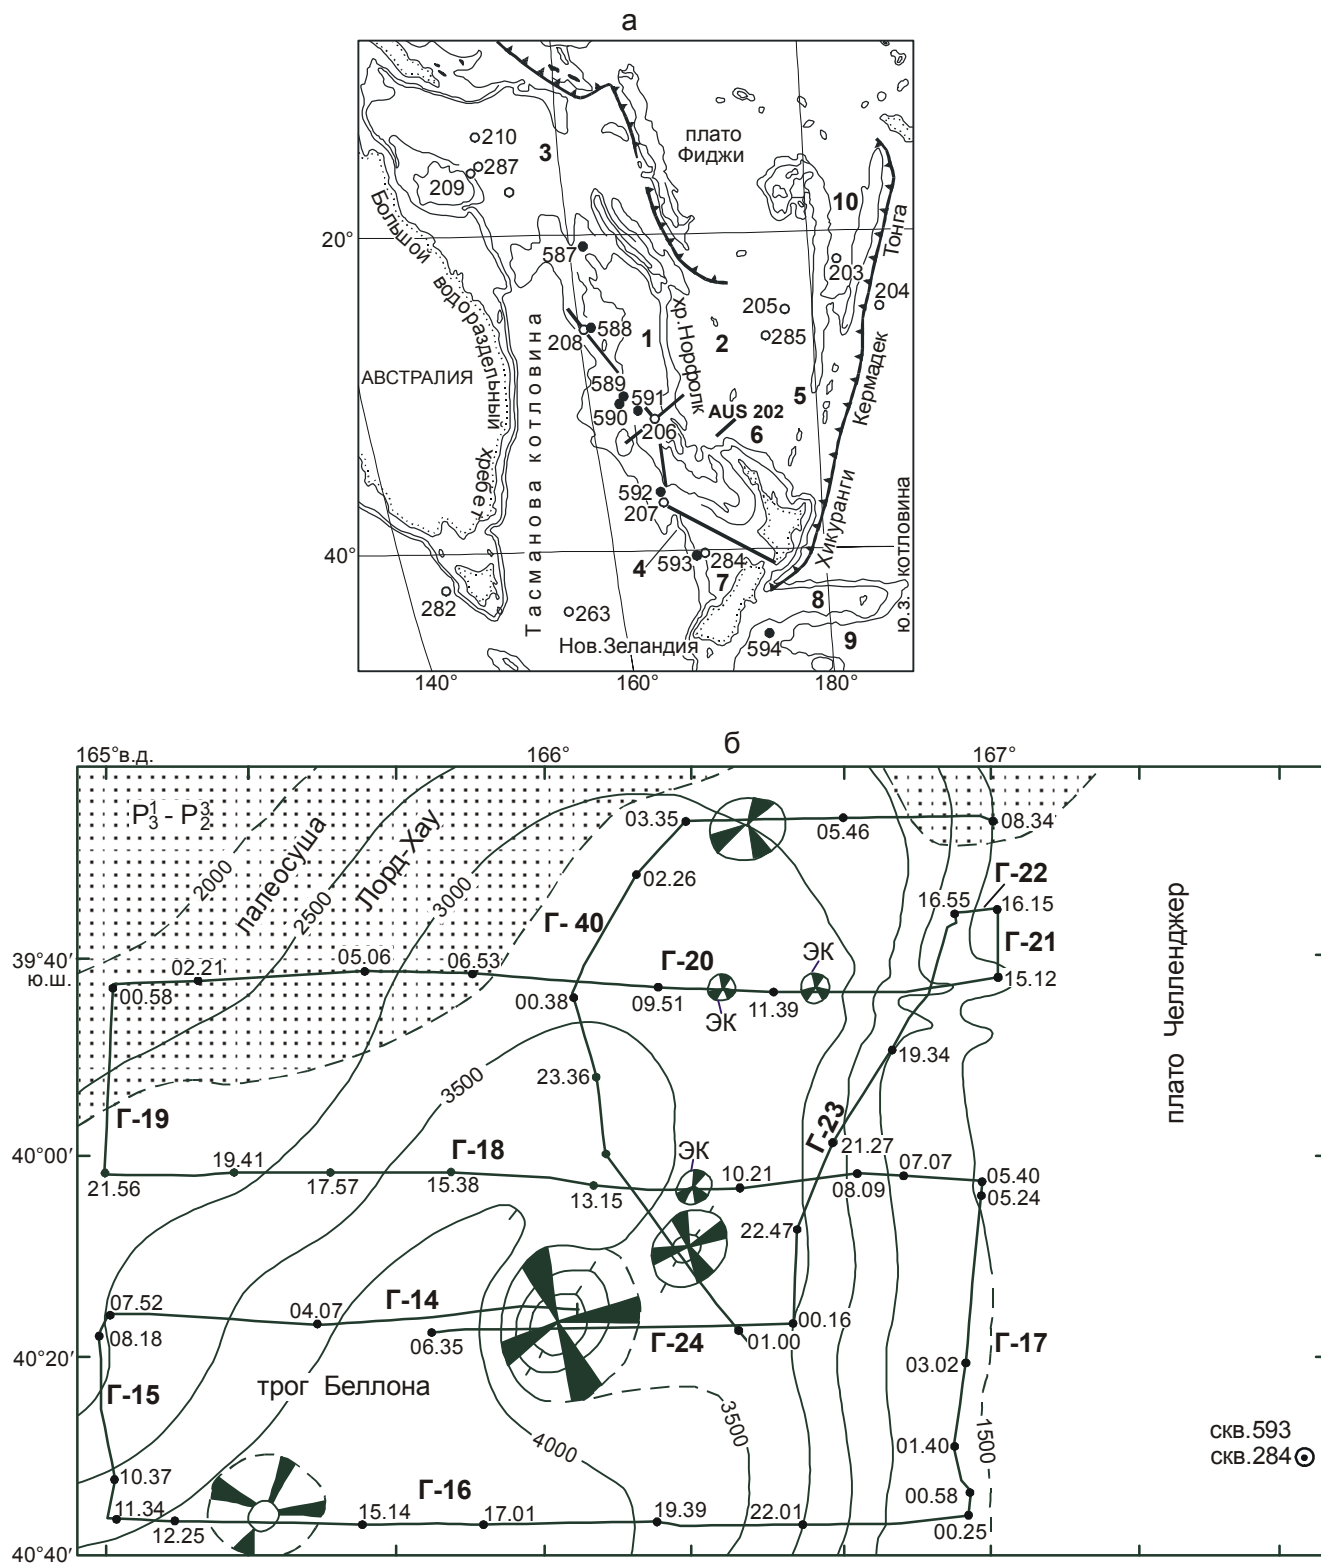 а
210
287
3
209
плато
Фиджи
10
Тонга
Большой водораздельный хребет
20°
587
203
204
205
285
хр.Норфолк
588
208
1
2
АВСТРАЛИЯ
Тасманова котловина
589
591
590
206
5
AUS 202
6
Кермадек
592
207
Хикуранги
ю.з. котловина
40°
593
284
4
7
8
282
263
Нов.Зеландия
594
9
140°
160°
180°
б
165°в.д.
166°
167°
P₃¹ - P₂³
2000
палеосуша
Лорд-Хау
2500
3000
03.35
05.46
08.34
02.26
Г-22
16.55
16.15
Г-40
Г-21
39°40′
ю.ш.
02.21
05.06
06.53
Г-20
ЭК
00.58
00.38
09.51
ЭК
11.39
15.12
19.34
23.36
3500
плато Челленджер
Г-19
Г-18
Г-23
40°00′
21.56
19.41
17.57
15.38
13.15
ЭК
10.21
21.27
08.09
07.07
05.40
05.24
22.47
07.52
04.07
Г-14
08.18
06.35
Г-24
01.00
00.16
Г-17
40°20′
03.02
Г-15
трог Беллона
4000
3500
01.40
1500
скв.593
скв.284
10.37
Г-16
00.58
11.34
12.25
15.14
17.01
19.39
22.01
00.25
40°40′